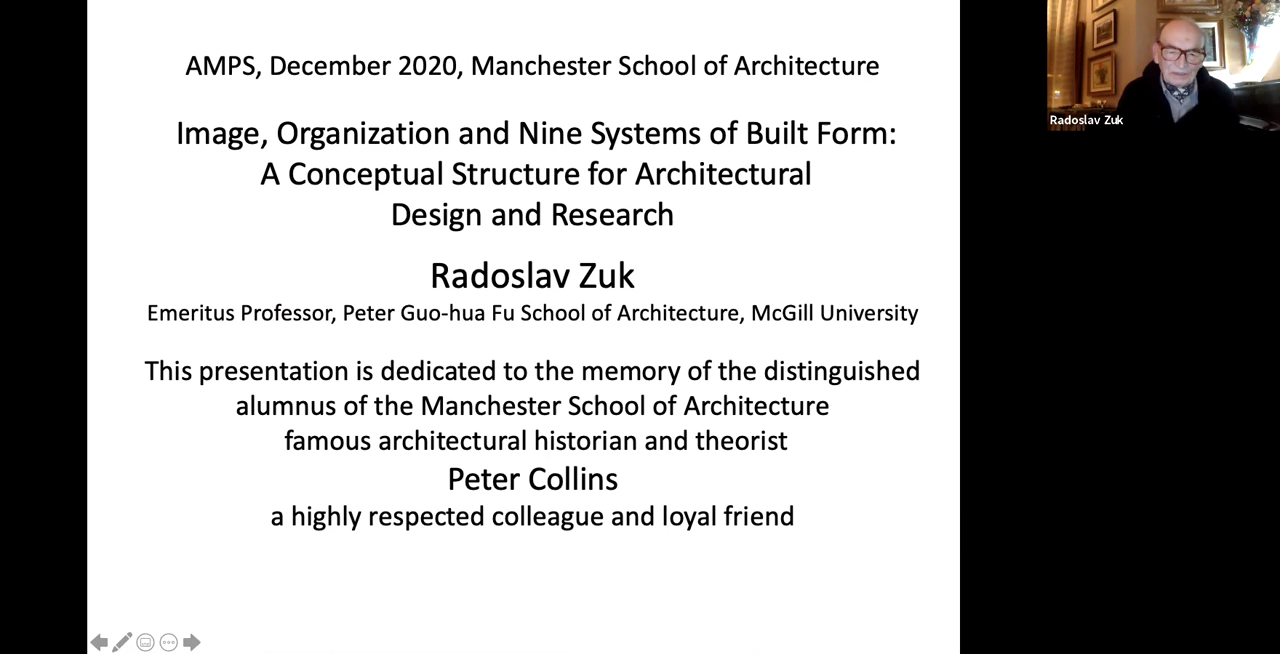 AMPS, December 2020, Manchester School of Architecture
Image, Organization and Nine Systems of Built Form:
A Conceptual Structure for Architectural
Design and Research
Radoslav Zuk
Emeritus Professor, Peter Guo-hua Fu School of Architecture, McGill University
This presentation is dedicated to the memory of the distinguished
alumnus of the Manchester School of Architecture
famous architectural historian and theorist
Peter Collins
a highly respected colleague and loyal friend
Radoslav Zuk